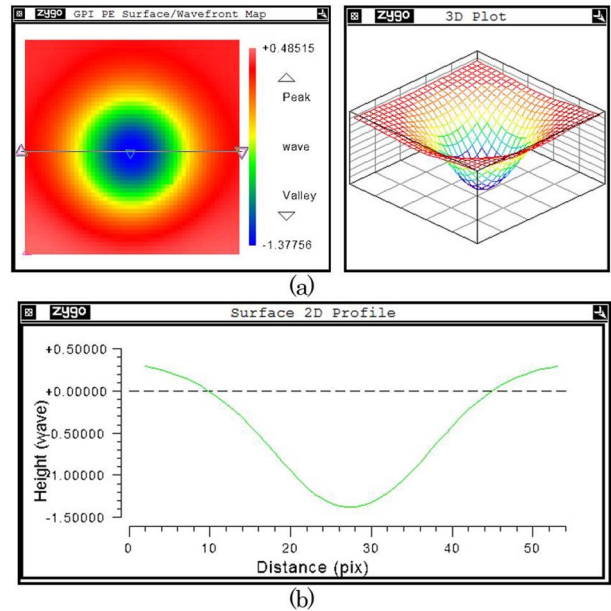 zygo GPI PE Surface/Wavefront Map
+0.48515
Peak
wave
Valley
-1.37756
zygo 3D Plot
(a)
zygo Surface 2D Profile
Height (wave)
+0.50000
+0.00000
-0.50000
-1.00000
-1.50000
0 10 20 30 40 50
Distance (pix)
(b)